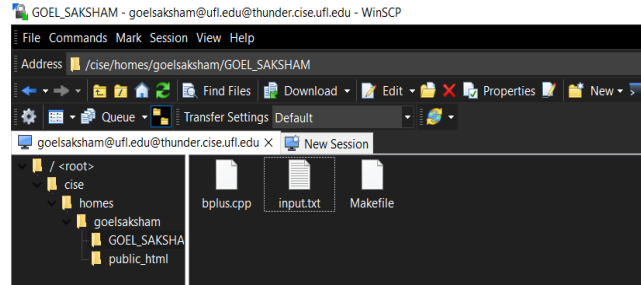 GOEL_SAKSHAM - goelsaksham@ufl.edu@thunder.cise.ufl.edu - WinSCP
File Commands Mark Session View Help
Address /cise/homes/goelsaksham/GOEL_SAKSHAM
Find Files Download Edit Properties New
Queue Transfer Settings Default
goelsaksham@ufl.edu@thunder.cise.ufl.edu × New Session
/ <root>
cise
homes
goelsaksham
GOEL_SAKSHA
public_html
bplus.cpp input.txt Makefile